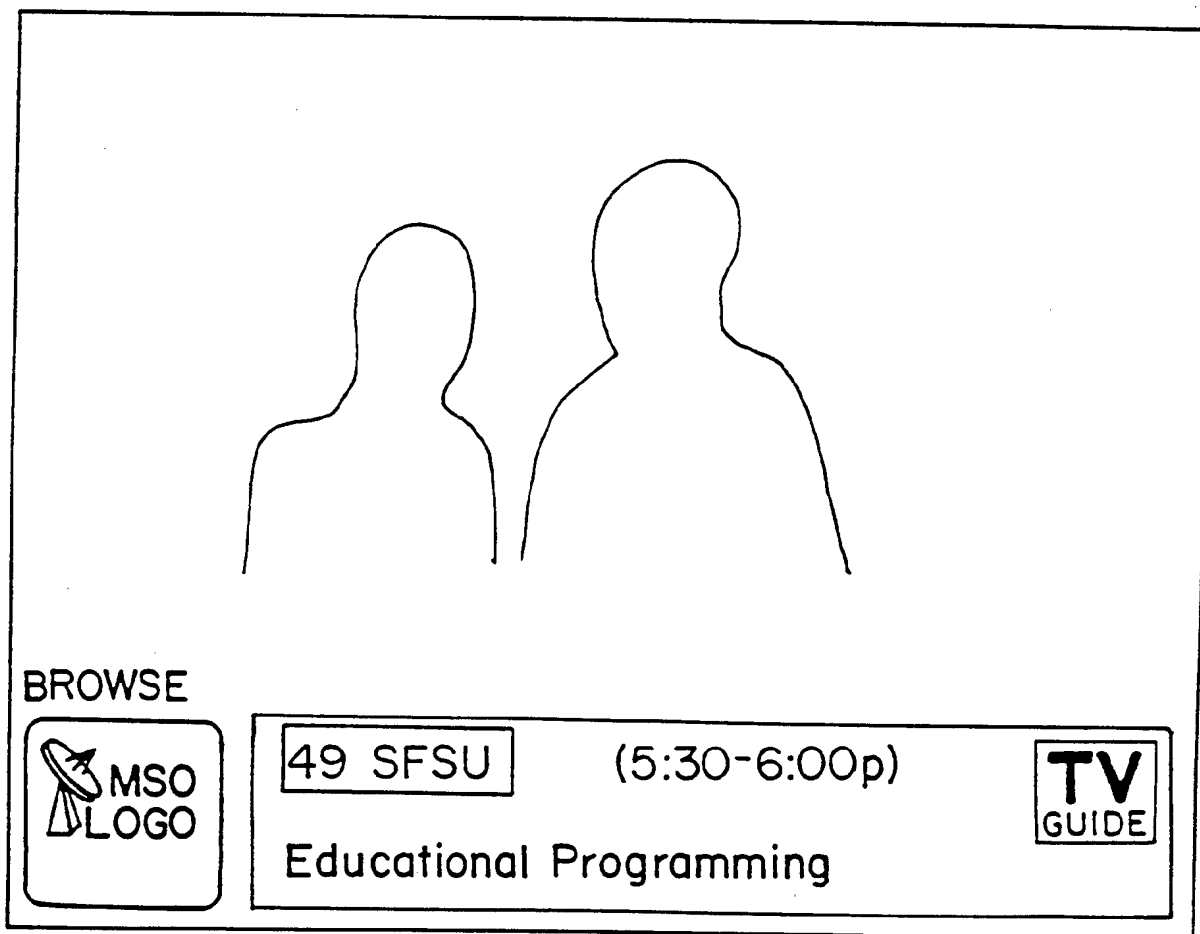 BROWSE
MSO
LOGO
49 SFSU (5:30-6:00p)
TV
GUIDE
Educational Programming